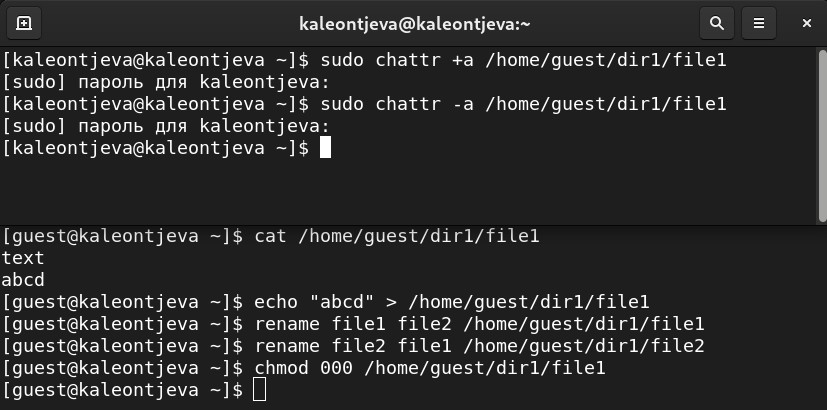 kaleontjeva@kaleontjeva:~
[kaleontjeva@kaleontjeva ~]$ sudo chattr +a /home/guest/dir1/file1
[sudo] пароль для kaleontjeva:
[kaleontjeva@kaleontjeva ~]$ sudo chattr -a /home/guest/dir1/file1
[sudo] пароль для kaleontjeva:
[kaleontjeva@kaleontjeva ~]$
[guest@kaleontjeva ~]$ cat /home/guest/dir1/file1
text
abcd
[guest@kaleontjeva ~]$ echo "abcd" > /home/guest/dir1/file1
[guest@kaleontjeva ~]$ rename file1 file2 /home/guest/dir1/file1
[guest@kaleontjeva ~]$ rename file2 file1 /home/guest/dir1/file2
[guest@kaleontjeva ~]$ chmod 000 /home/guest/dir1/file1
[guest@kaleontjeva ~]$